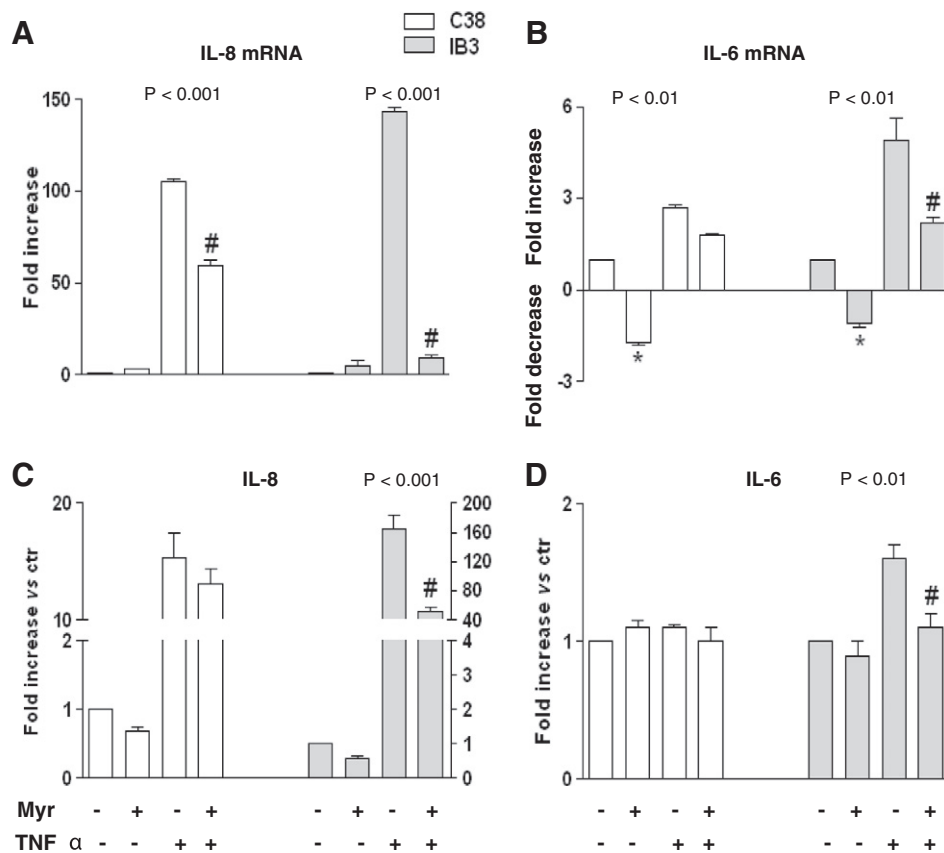 A
IL-8 mRNA
C38
IB3
B
IL-6 mRNA
P < 0.001
P < 0.001
P < 0.01
P < 0.01
150
100
50
0
Fold increase
#
#
6
3
0
-3
Fold increase
Fold decrease
*
*
#
C
IL-8
P < 0.001
D
IL-6
P < 0.01
20
10
2
1
0
Fold increase vs ctr
200
160
120
80
40
4
3
2
1
0
#
2
1
0
Fold increase vs ctr
#
Myr - + - + - + - + - + - + - + - +
TNF α - - + + - - + + - - + + - - + +